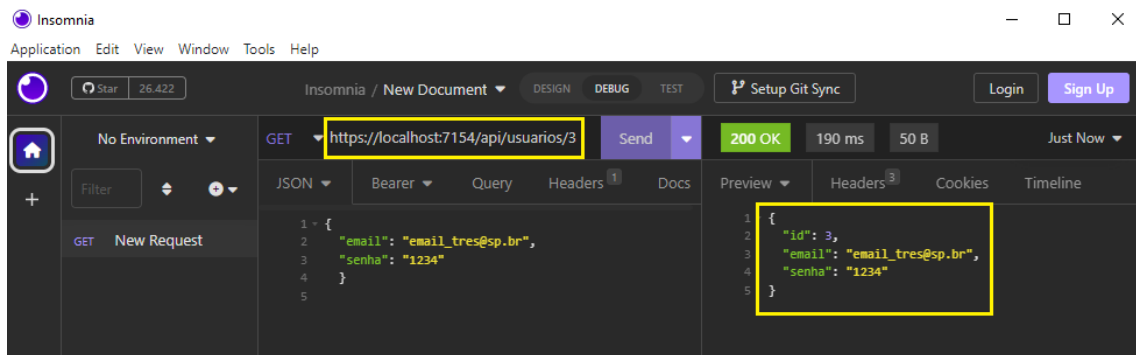 Insomnia
Application Edit View Window Tools Help
Star 26.422 Insomnia / New Document DESIGN DEBUG TEST Setup Git Sync Login Sign Up
No Environment GET https://localhost:7154/api/usuarios/3 Send 200 OK 190 ms 50 B Just Now
Filter JSON Bearer Query Headers 1 Docs Preview Headers 3 Cookies Timeline
GET New Request
1 {
2 "email": "email_tres@sp.br",
3 "senha": "1234"
4 }
5
1 {
2 "id": 3,
3 "email": "email_tres@sp.br",
4 "senha": "1234"
5 }